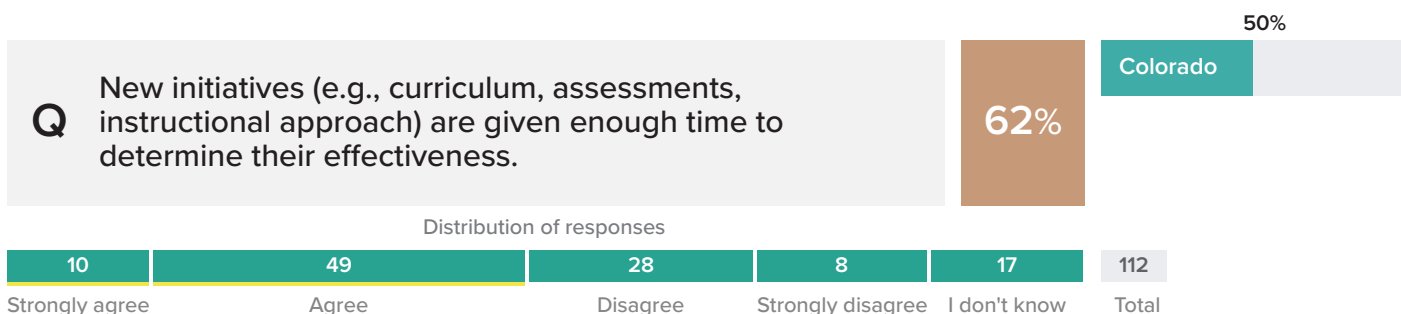 50%
Q
New initiatives (e.g., curriculum, assessments,
instructional approach) are given enough time to
determine their effectiveness.
62%
Colorado
Distribution of responses
10 49 28 8 17 112
Strongly agree Agree Disagree Strongly disagree I don't know Total